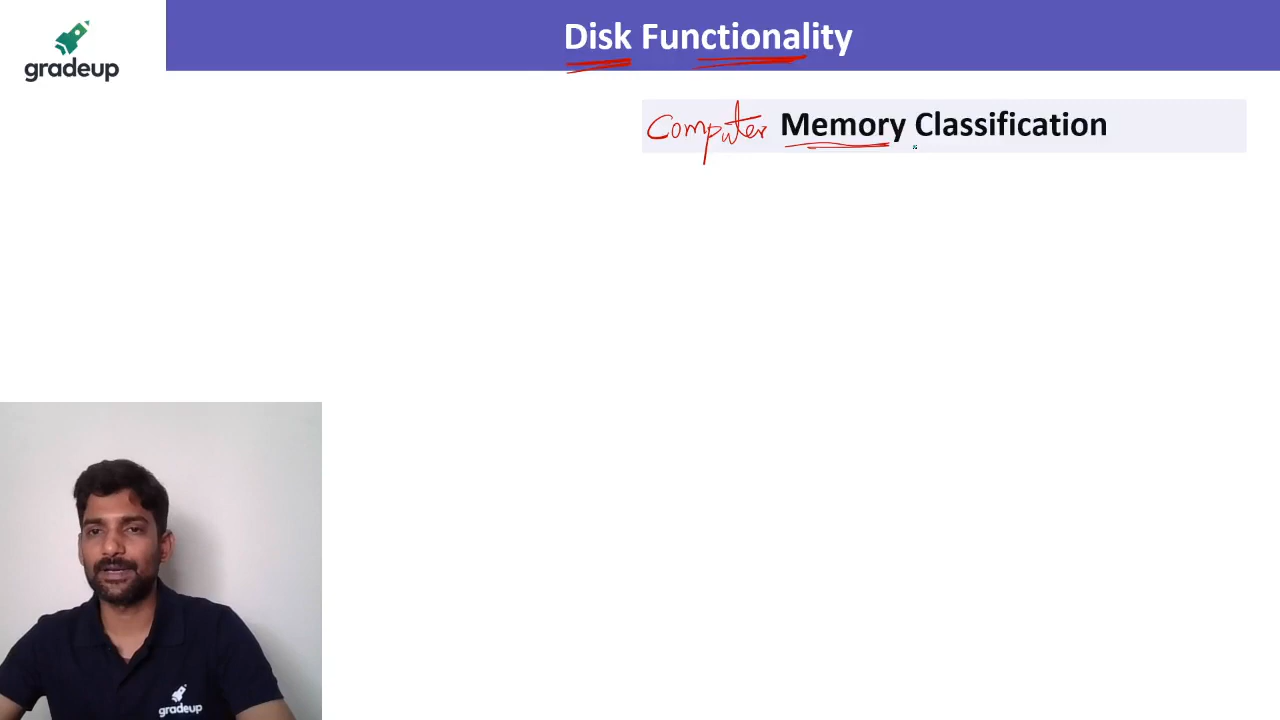 Disk Functionality
gradeup
Computer Memory Classification
gradeup